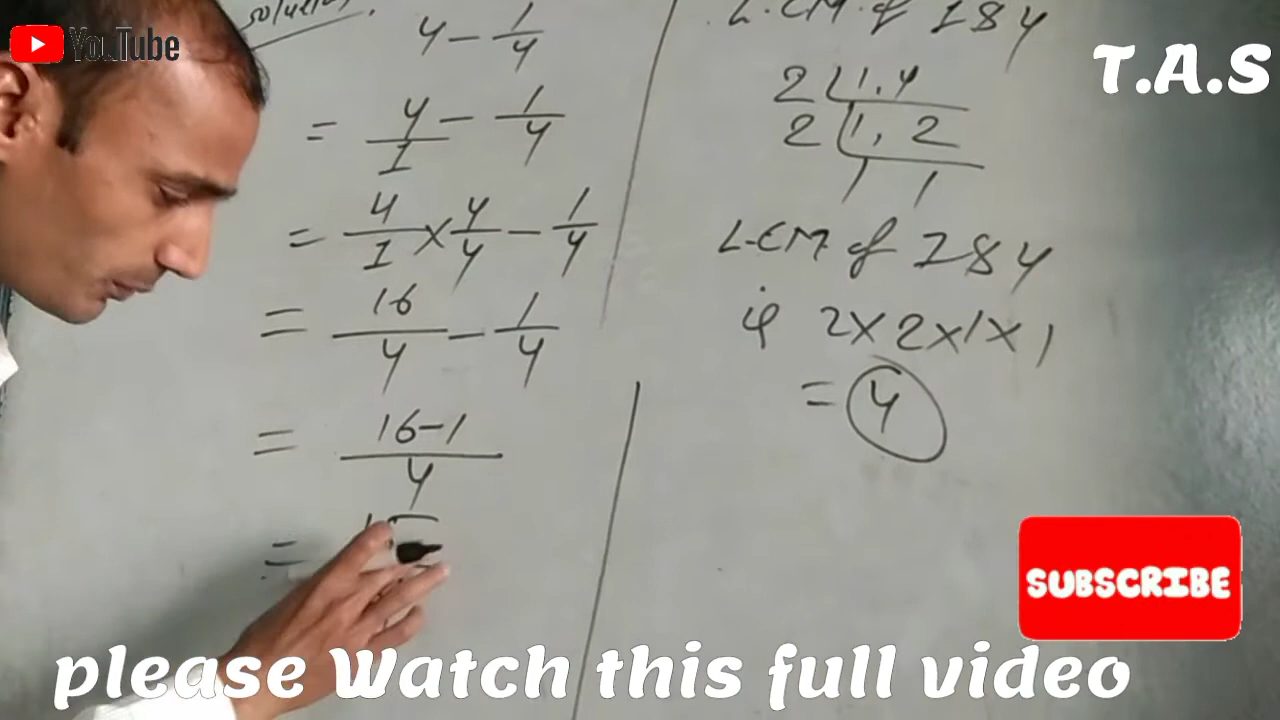 YouTube
solution.
4 - 1/4
= 4/1 - 1/4
= 4/1 × 4/4 - 1/4
= 16/4 - 1/4
= 16-1/4
= 15
L.C.M. of 1 & 4
2 | 1, 4
2 | 1, 2
1 1
L.C.M of 1 & 4
is 2×2×1×1
= 4
T.A.S
SUBSCRIBE
please Watch this full video